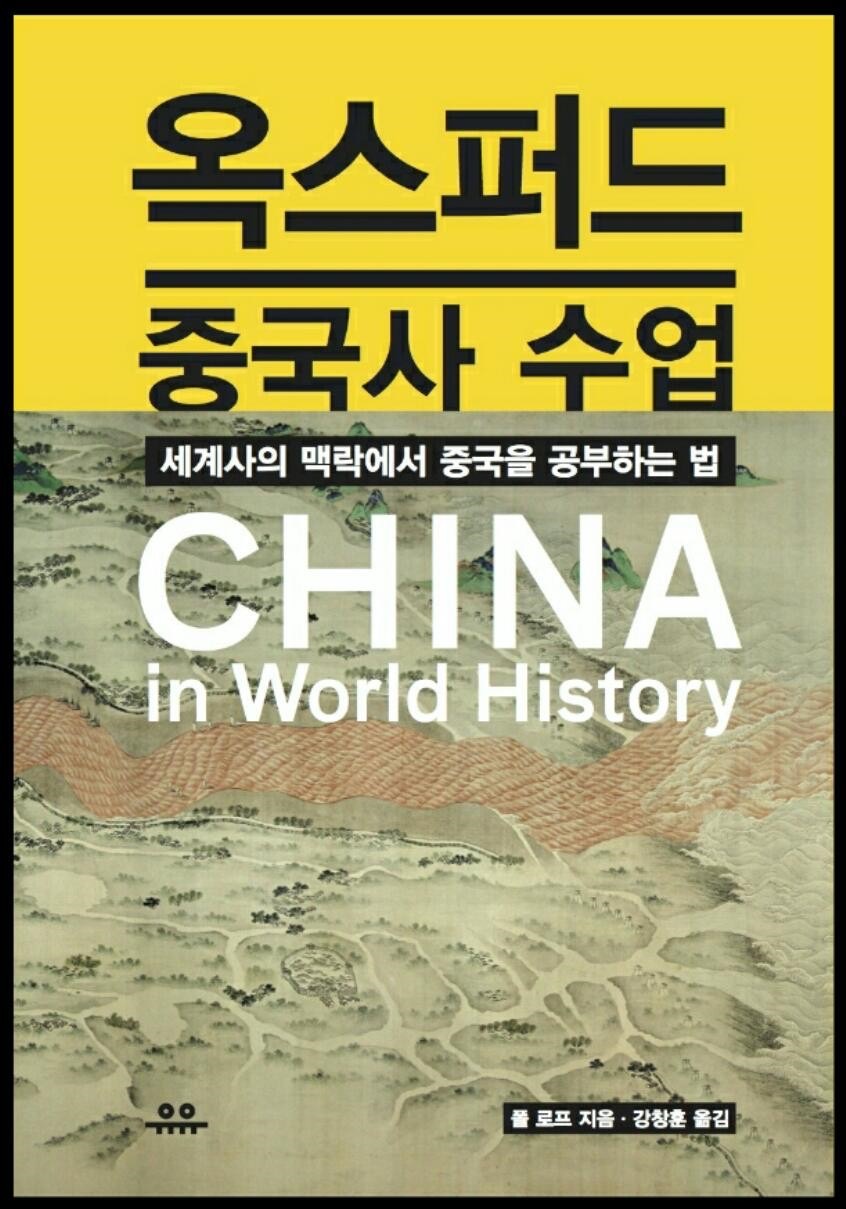 옥스퍼드
중국사 수업
세계사의 맥락에서 중국을 공부하는 법
CHINA
in World History
유유
폴 로프 지음 · 강창훈 옮김